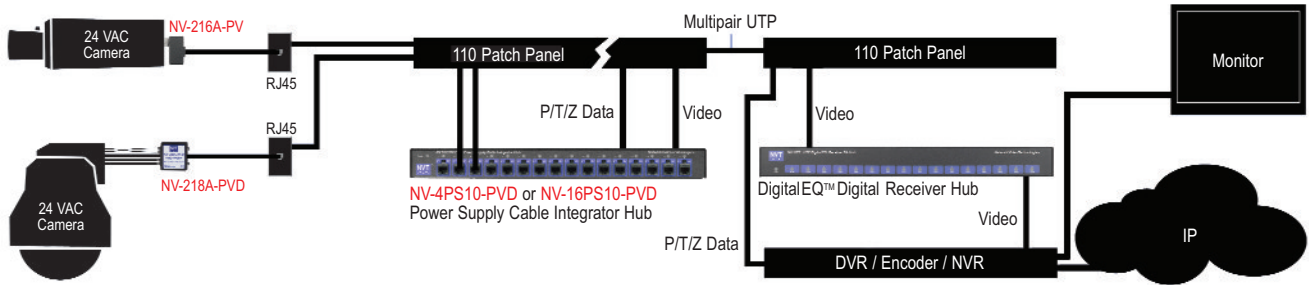 NV-216A-PV
24 VAC
Camera
RJ45
110 Patch Panel
Multipair UTP
110 Patch Panel
Monitor
P/T/Z Data
Video
Video
RJ45
NV-218A-PVD
24 VAC
Camera
NVT
NV-4PS10-PVD or NV-16PS10-PVD
Power Supply Cable Integrator Hub
NVT
DigitalEQ™ Digital Receiver Hub
Video
P/T/Z Data
DVR / Encoder / NVR
IP